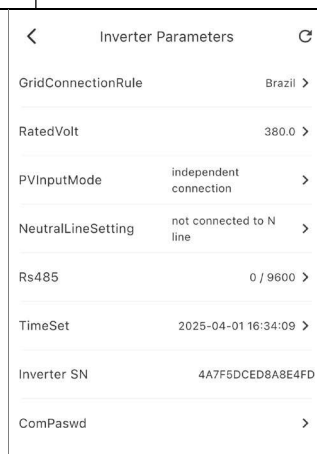 Inverter Parameters
GridConnectionRule Brazil
RatedVolt 380.0
PVInputMode independent
connection
NeutralLineSetting not connected to N
line
Rs485 0 / 9600
TimeSet 2025-04-01 16:34:09
Inverter SN 4A7F5DCED8A8E4FD
ComPaswd